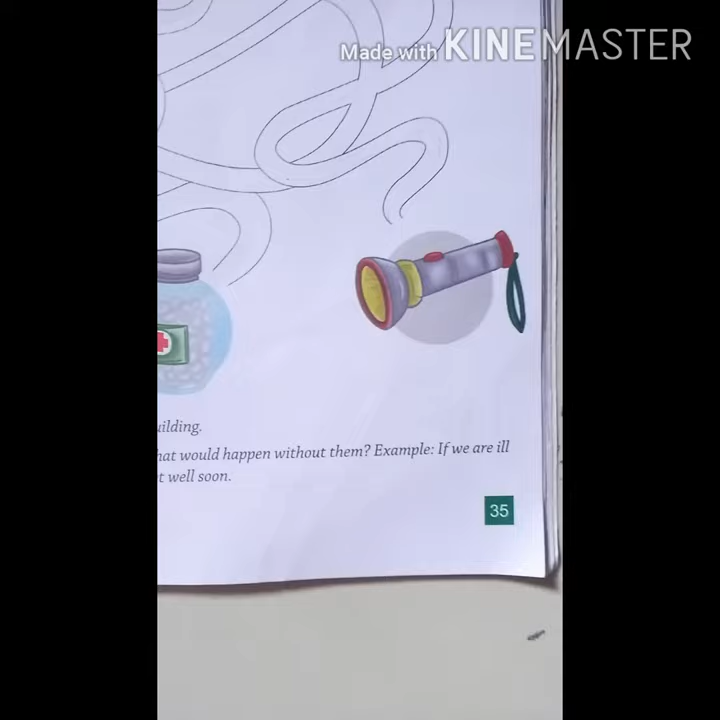 Made with KINEMASTER
uilding.
hat would happen without them? Example: If we are ill
t well soon.
35